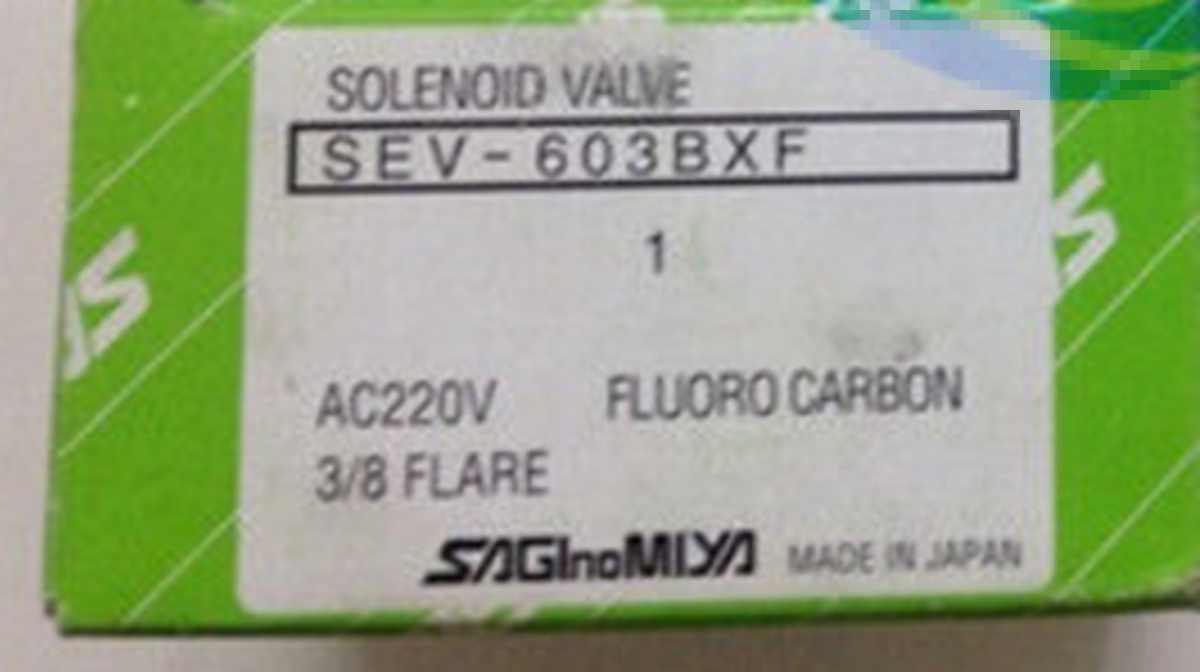 SOLENOID VALVE
SEV-603BXF
1
AC220V FLUORO CARBON
3/8 FLARE
SAGInoMIYA MADE IN JAPAN